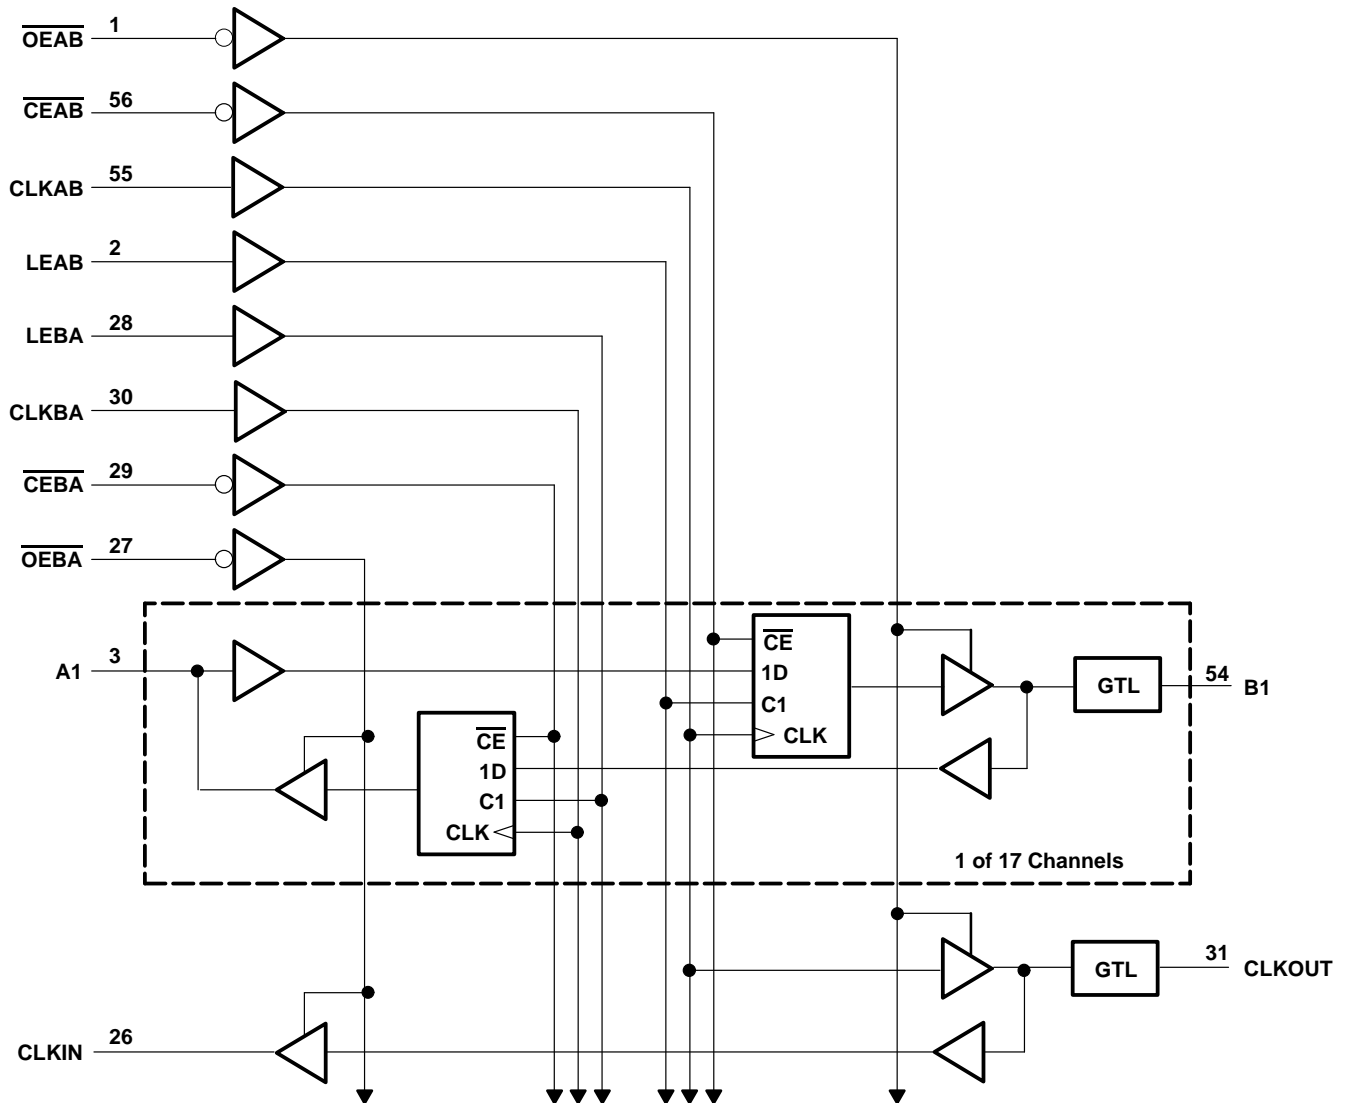 OEAB 1
CEAB 56
CLKAB 55
LEAB 2
LEBA 28
CLKBA 30
CEBA 29
OEBA 27
A1 3
CE
1D
C1
CLK
GTL
54 B1
CE
1D
C1
CLK
1 of 17 Channels
GTL
31 CLKOUT
CLKIN 26